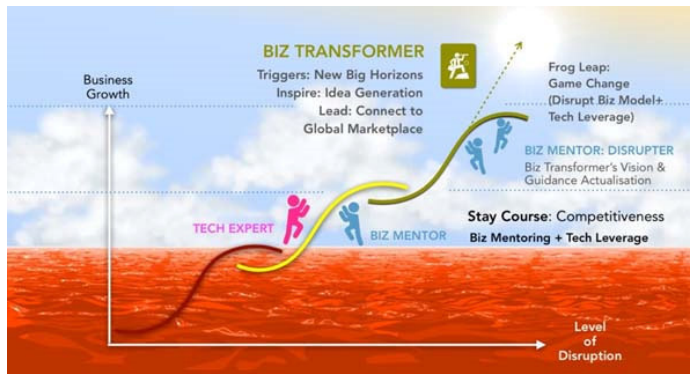 BIZ TRANSFORMER
Triggers: New Big Horizons
Inspire: Idea Generation
Lead: Connect to
Global Marketplace
Business
Growth
Frog Leap:
Game Change
(Disrupt Biz Model+
Tech Leverage)
BIZ MENTOR: DISRUPTER
Biz Transformer's Vision &
Guidance Actualisation
TECH EXPERT
BIZ MENTOR
Stay Course: Competitiveness
Biz Mentoring + Tech Leverage
Level
of
Disruption